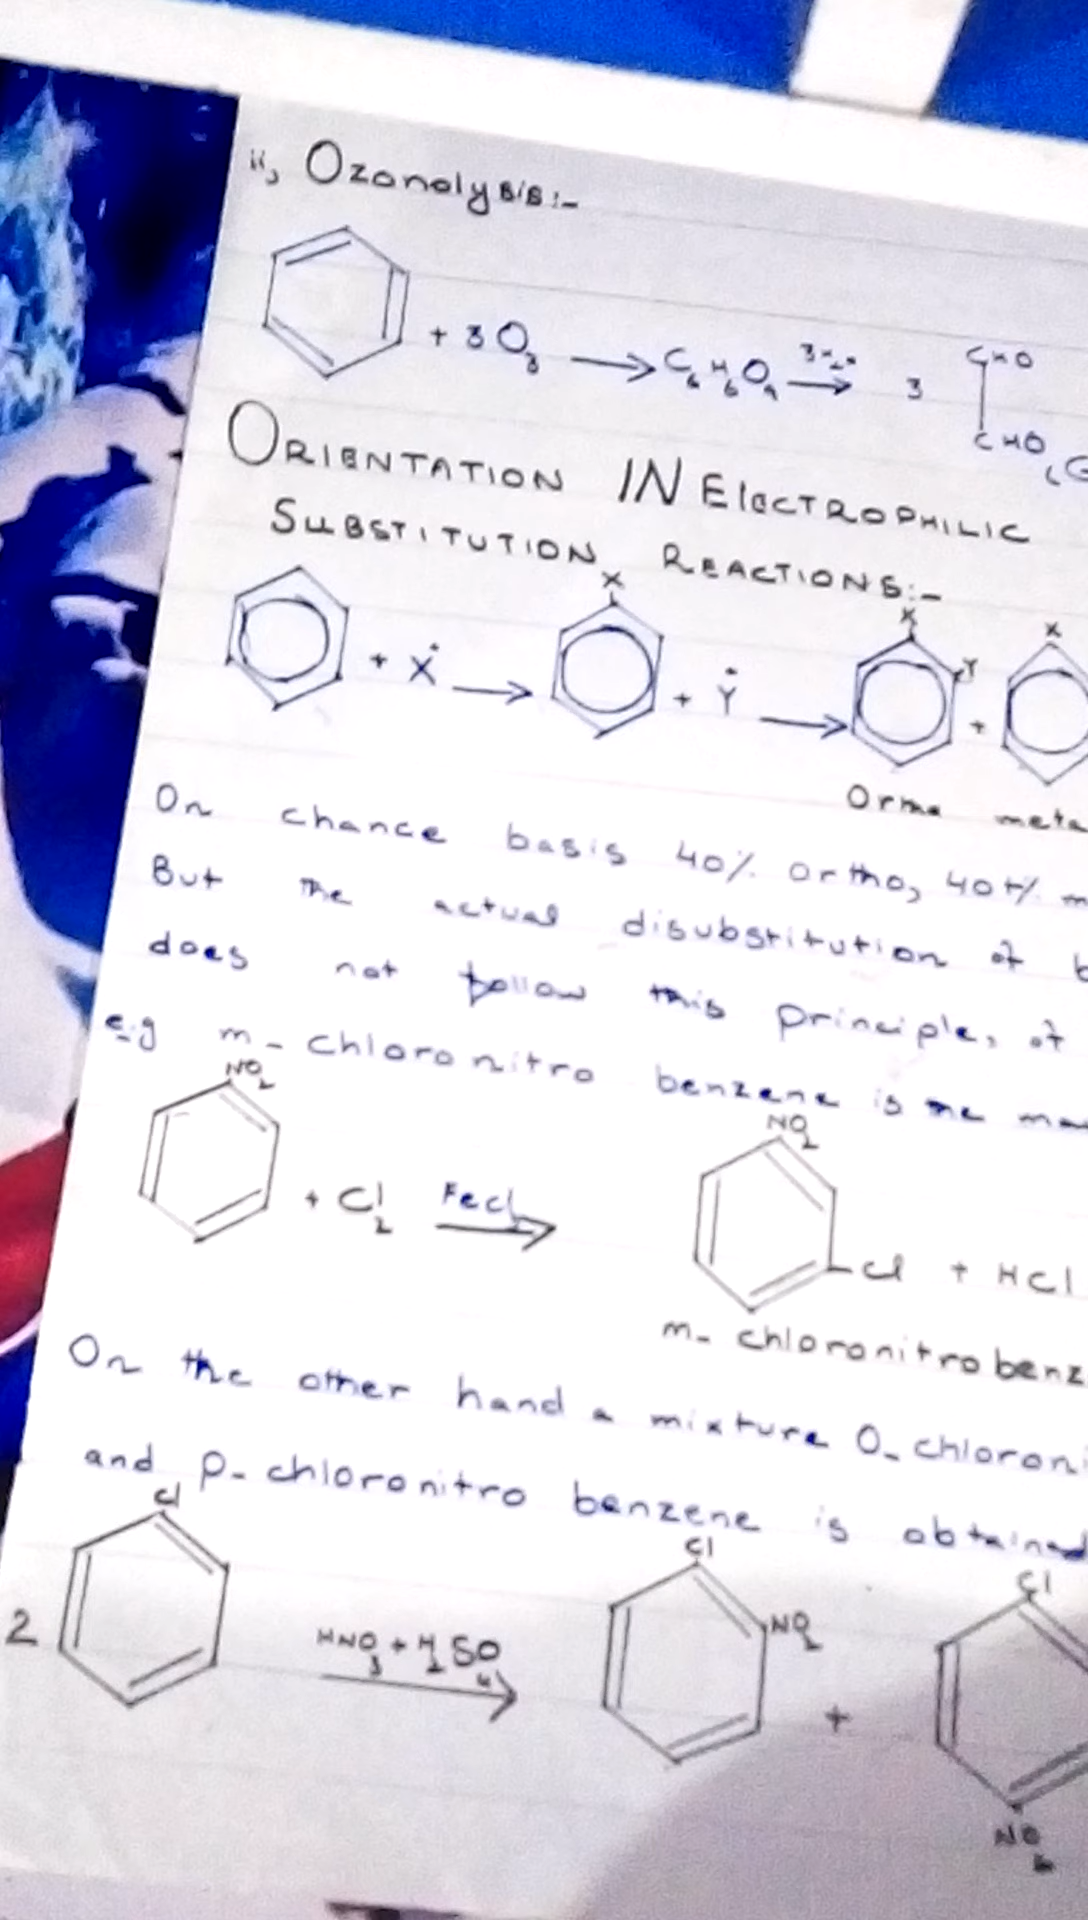 ii, Ozonolysis:-
+ 3O3 → C6H6O9 → 3 CHO
CHO
ORIENTATION IN ElecTROPHILIC
SUBSTITUTION REACTIONS:-
X X X
+ X → + Y → Y +
Ortho meta
On chance basis 40% ortho, 40%
But the actual disubstitution of
does not follow this principle, of
e.g m- chloronitro benzene is the
NO2 NO2
+ Cl2 FeCl3 → Cl + HCl
m- chloronitrobenz
On the other hand a mixture O- chloroni
and p- chloronitro benzene is obtained
Cl Cl Cl
2 HNO3 + H2SO4 → NO2 +
NO2